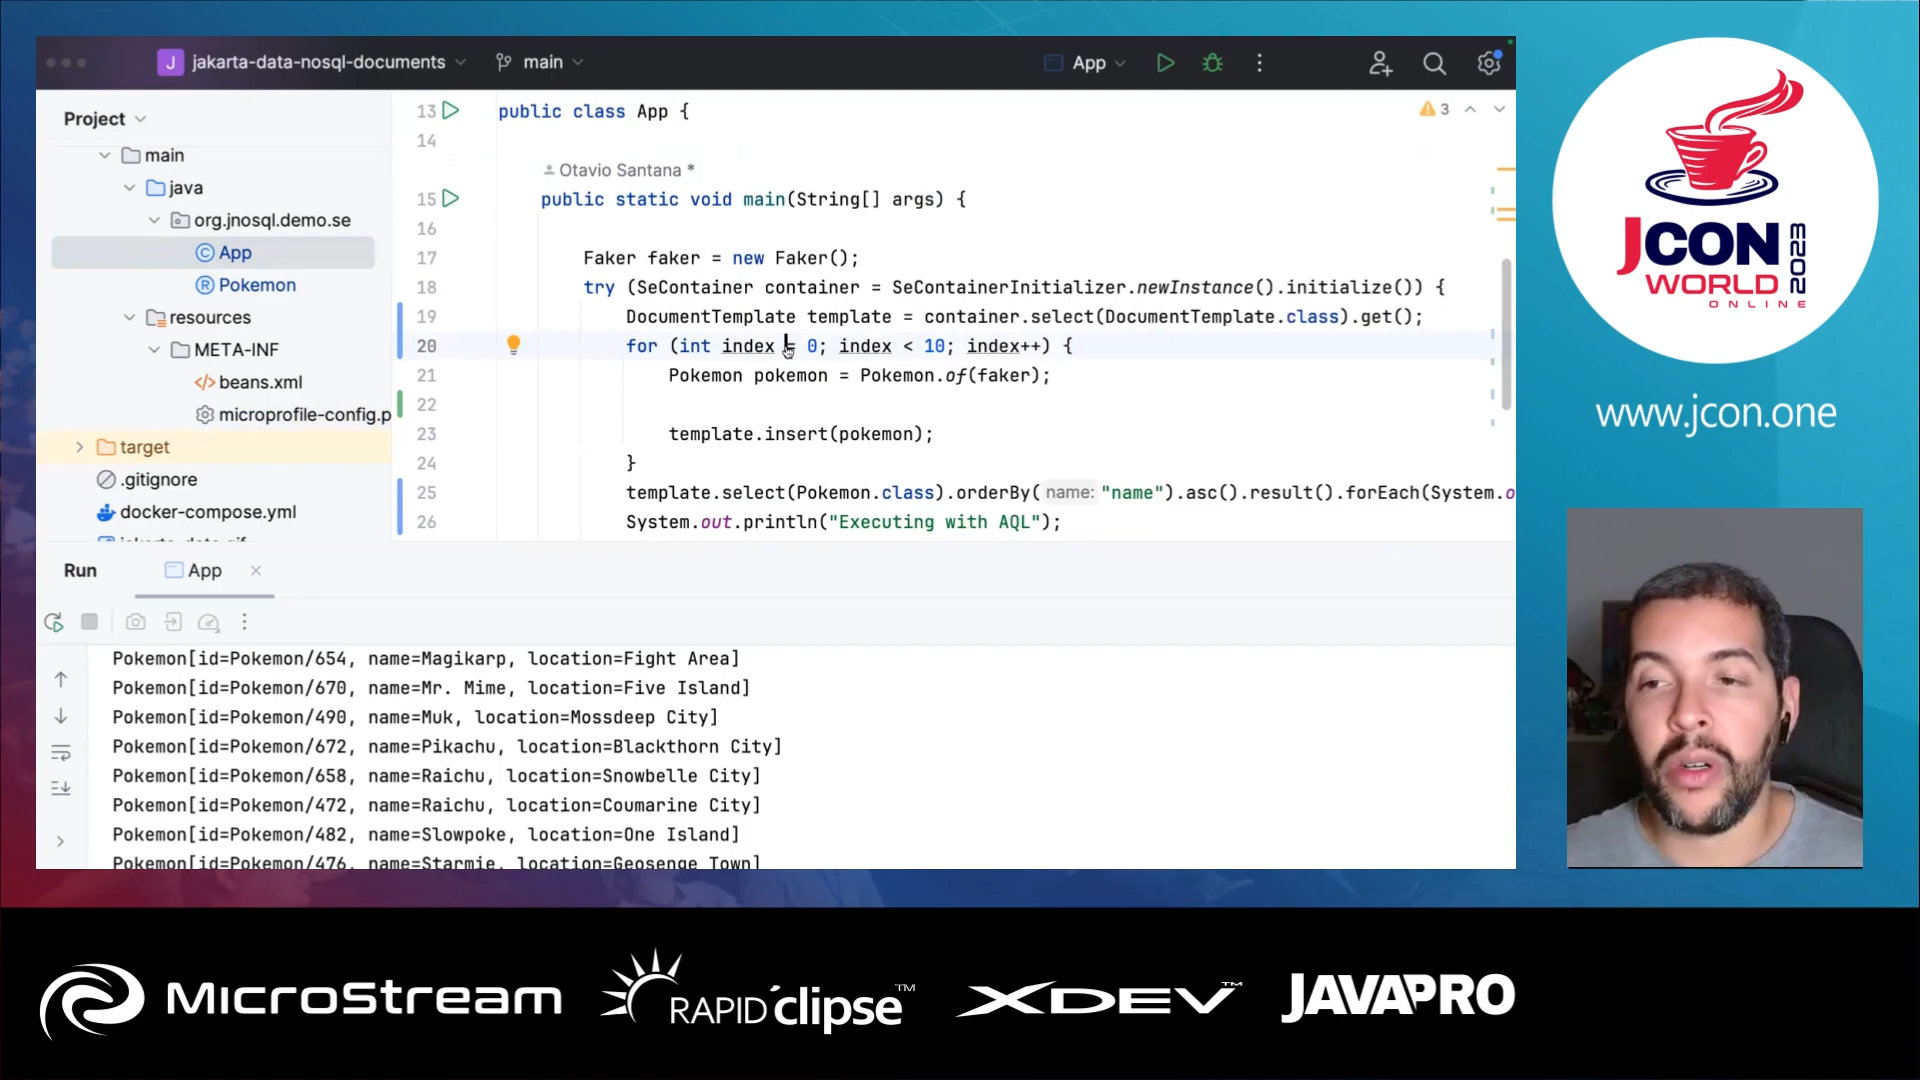 J jakarta-data-nosql-documents main App
Project
main
java
org.jnosql.demo.se
App
Pokemon
resources
META-INF
beans.xml
microprofile-config.p
target
.gitignore
docker-compose.yml
13 public class App {
3
14
Otavio Santana *
15 public static void main(String[] args) {
16
17 Faker faker = new Faker();
18 try (SeContainer container = SeContainerInitializer.newInstance().initialize()) {
19 DocumentTemplate template = container.select(DocumentTemplate.class).get();
20 for (int index = 0; index < 10; index++) {
21 Pokemon pokemon = Pokemon.of(faker);
22
23 template.insert(pokemon);
24 }
25 template.select(Pokemon.class).orderBy( name: "name").asc().result().forEach(System.o
26 System.out.println("Executing with AQL");
Run App
Pokemon[id=Pokemon/654, name=Magikarp, location=Fight Area]
Pokemon[id=Pokemon/670, name=Mr. Mime, location=Five Island]
Pokemon[id=Pokemon/490, name=Muk, location=Mossdeep City]
Pokemon[id=Pokemon/672, name=Pikachu, location=Blackthorn City]
Pokemon[id=Pokemon/658, name=Raichu, location=Snowbelle City]
Pokemon[id=Pokemon/472, name=Raichu, location=Coumarine City]
Pokemon[id=Pokemon/482, name=Slowpoke, location=One Island]
Pokemon[id=Pokemon/476, name=Starmie, location=Geosenge Town]
JCON
WORLD
ONLINE
2023
www.jcon.one
MICROSTREAM
RAPID'clipse™
XDEV™
JAVAPRO